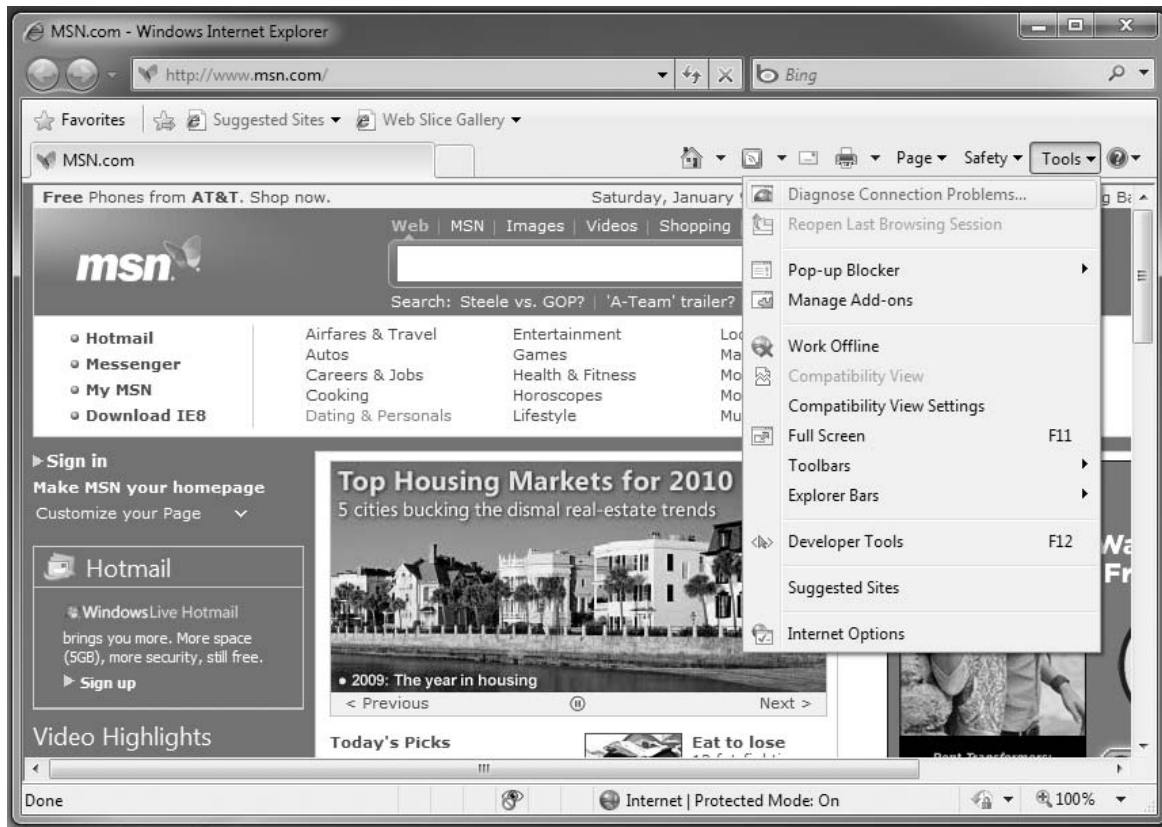 MSN.com - Windows Internet Explorer
http://www.msn.com/
Bing
Favorites
Suggested Sites
Web Slice Gallery
MSN.com
Page
Safety
Tools
Free Phones from AT&T. Shop now.
Saturday, January
Web | MSN | Images | Videos | Shopping
msn
Search: Steele vs. GOP? | 'A-Team' trailer?
Hotmail
Messenger
My MSN
Download IE8
Airfares & Travel
Autos
Careers & Jobs
Cooking
Dating & Personals
Entertainment
Games
Health & Fitness
Horoscopes
Lifestyle
Diagnose Connection Problems...
Reopen Last Browsing Session
Pop-up Blocker
Manage Add-ons
Work Offline
Compatibility View
Compatibility View Settings
Full Screen F11
Toolbars
Explorer Bars
Developer Tools F12
Suggested Sites
Internet Options
Sign in
Make MSN your homepage
Customize your Page
Hotmail
Windows Live Hotmail
brings you more. More space
(5GB), more security, still free.
Sign up
Video Highlights
Top Housing Markets for 2010
5 cities bucking the dismal real-estate trends
• 2009: The year in housing
< Previous
Next >
Today's Picks
Eat to lose
Done
Internet | Protected Mode: On
100%